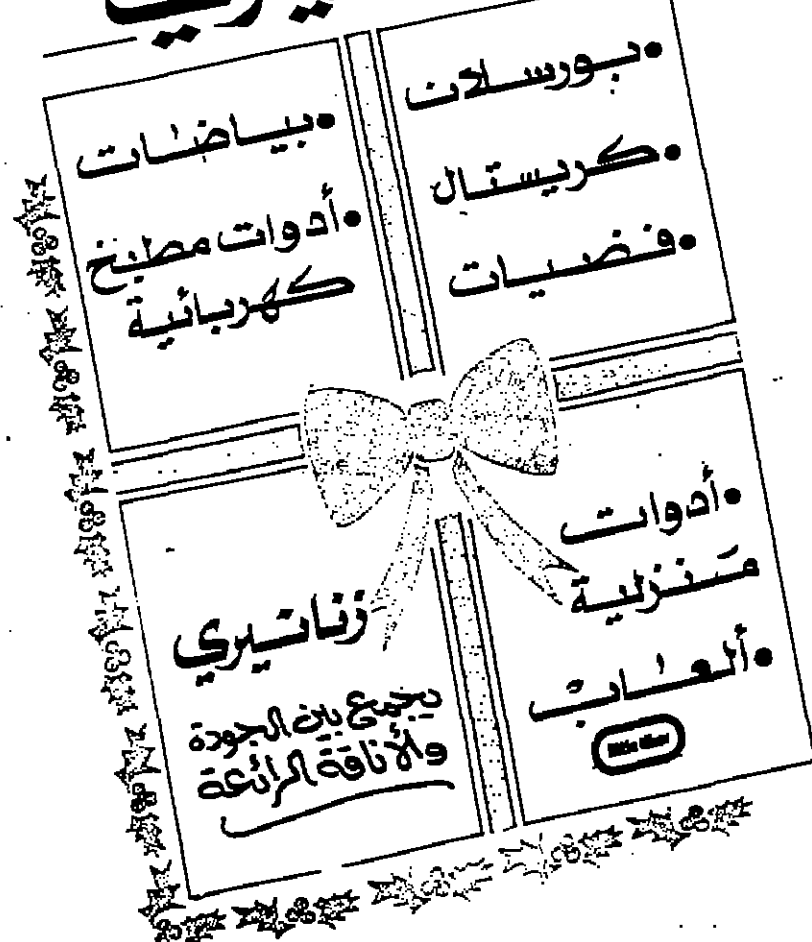 • بورسلان
• كريستال
• فضيات
• بياضات
• أدوات مطبخ
كهربائية
• أدوات
منزلية
• ألعاب
زناتيري
يجمع بين الجودة
والأناقة الرائعة